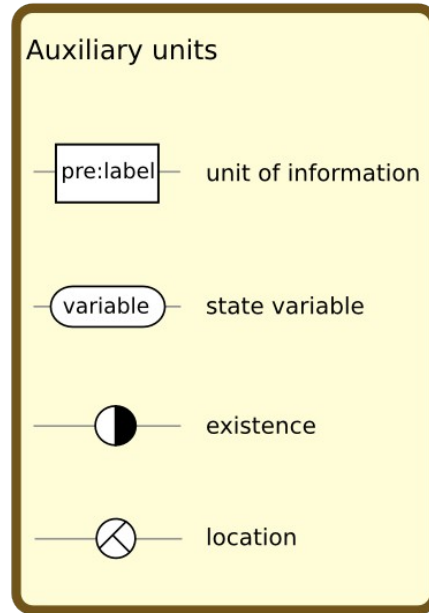 Auxiliary units
pre:label
unit of information
variable
state variable
existence
location